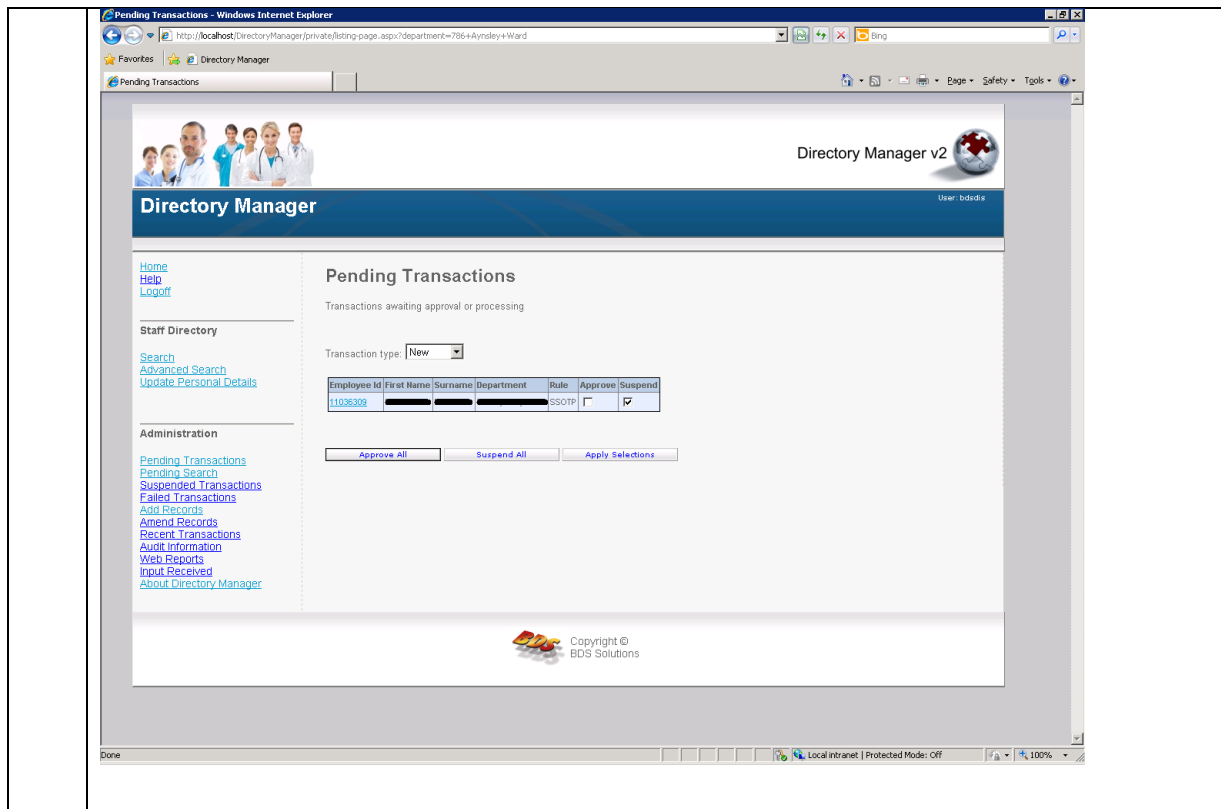 Pending Transactions - Windows Internet Explorer
http://localhost/DirectoryManager/private/listing-page.aspx?department=786+Aynsley+Ward
Bing
Favorites Directory Manager
Pending Transactions
Page Safety Tools
Directory Manager v2
Directory Manager
User: bdsdis
Home
Help
Logoff
Staff Directory
Search
Advanced Search
Update Personal Details
Administration
Pending Transactions
Pending Search
Suspended Transactions
Failed Transactions
Add Records
Amend Records
Recent Transactions
Audit Information
Web Reports
Input Received
About Directory Manager
Pending Transactions
Transactions awaiting approval or processing
Transaction type: New
Employee Id First Name Surname Department Rule Approve Suspend
11036309 SSOTP
Approve All Suspend All Apply Selections
BDS
Copyright ©
BDS Solutions
Done Local intranet | Protected Mode: Off 100%